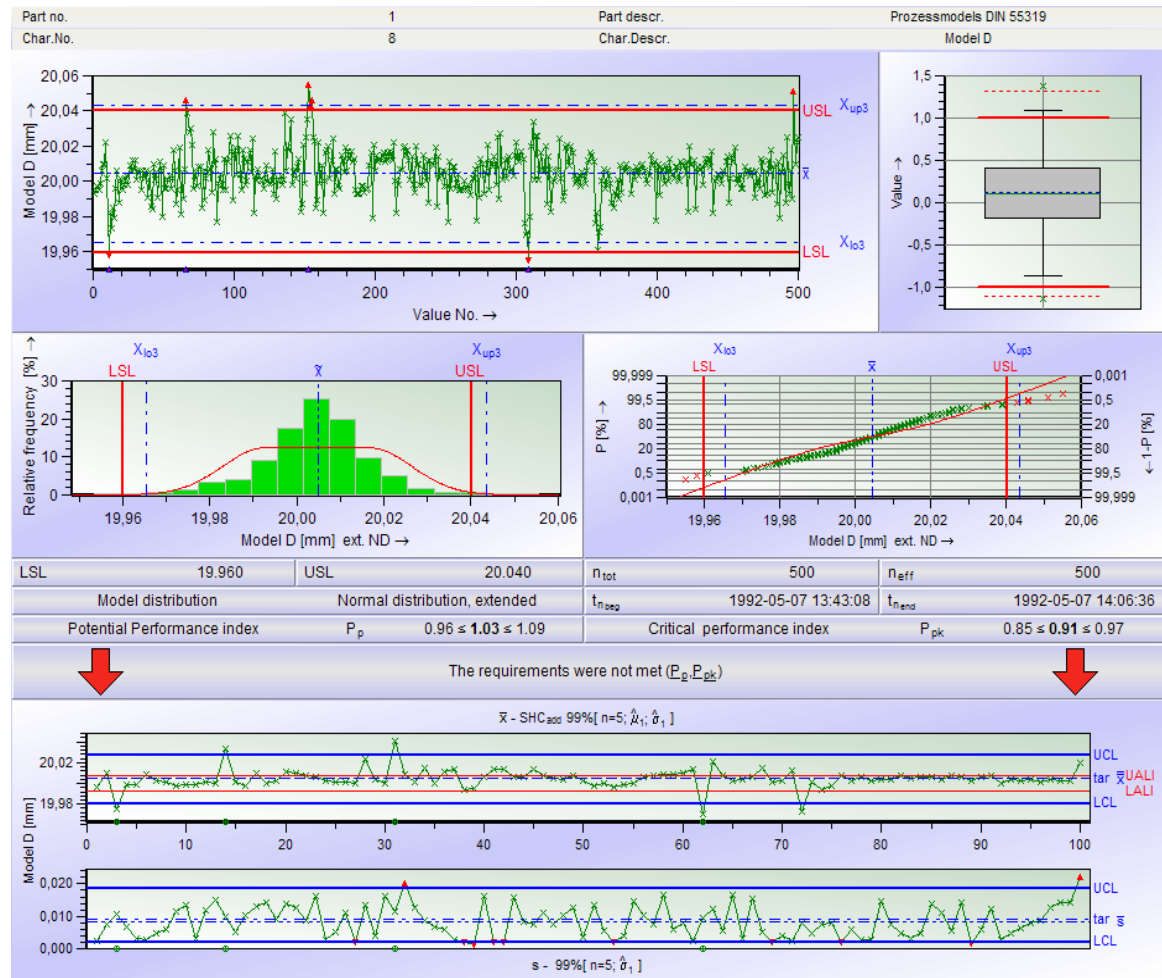 Part no. 1 Part descr. Prozessmodels DIN 55319
Char.No. 8 Char.Descr. Model D
Model D [mm] →
20,06
20,04
20,02
20,00
19,98
19,96
0 100 200 300 400 500
Value No. →
USL
Xup3
x̄
LSL
Xlo3
Value →
1,5
1,0
0,5
0,0
-0,5
-1,0
Relative frequency [%] →
30
20
10
0
Xlo3 Xup3
LSL x̃ USL
19,96 19,98 20,00 20,02 20,04 20,06
Model D [mm] ext. ND →
P [%] →
Xlo3 Xup3
LSL x̄ USL
99,999 0,001
99,5 0,5
80 20
20 80
0,5 99,5
0,001 99,999
←1-P [%]
19,96 19,98 20,00 20,02 20,04 20,06
Model D [mm] ext. ND →
LSL 19.960 USL 20.040 ntot 500 neff 500
Model distribution Normal distribution, extended tnbeg 1992-05-07 13:43:08 tnend 1992-05-07 14:06:36
Potential Performance index Pp 0.96 ≤ 1.03 ≤ 1.09 Critical performance index Ppk 0.85 ≤ 0.91 ≤ 0.97
The requirements were not met (Pp,Ppk)
x̄ - SHCadd 99%[ n=5; μ̂1; σ̂1 ]
Model D [mm]
20,02
19,98
UCL
UALI
tar x̿
LALI
LCL
0 10 20 30 40 50 60 70 80 90 100
0,020
0,010
0,000
UCL
tar s̄
LCL
s - 99%[ n=5; σ̂1 ]